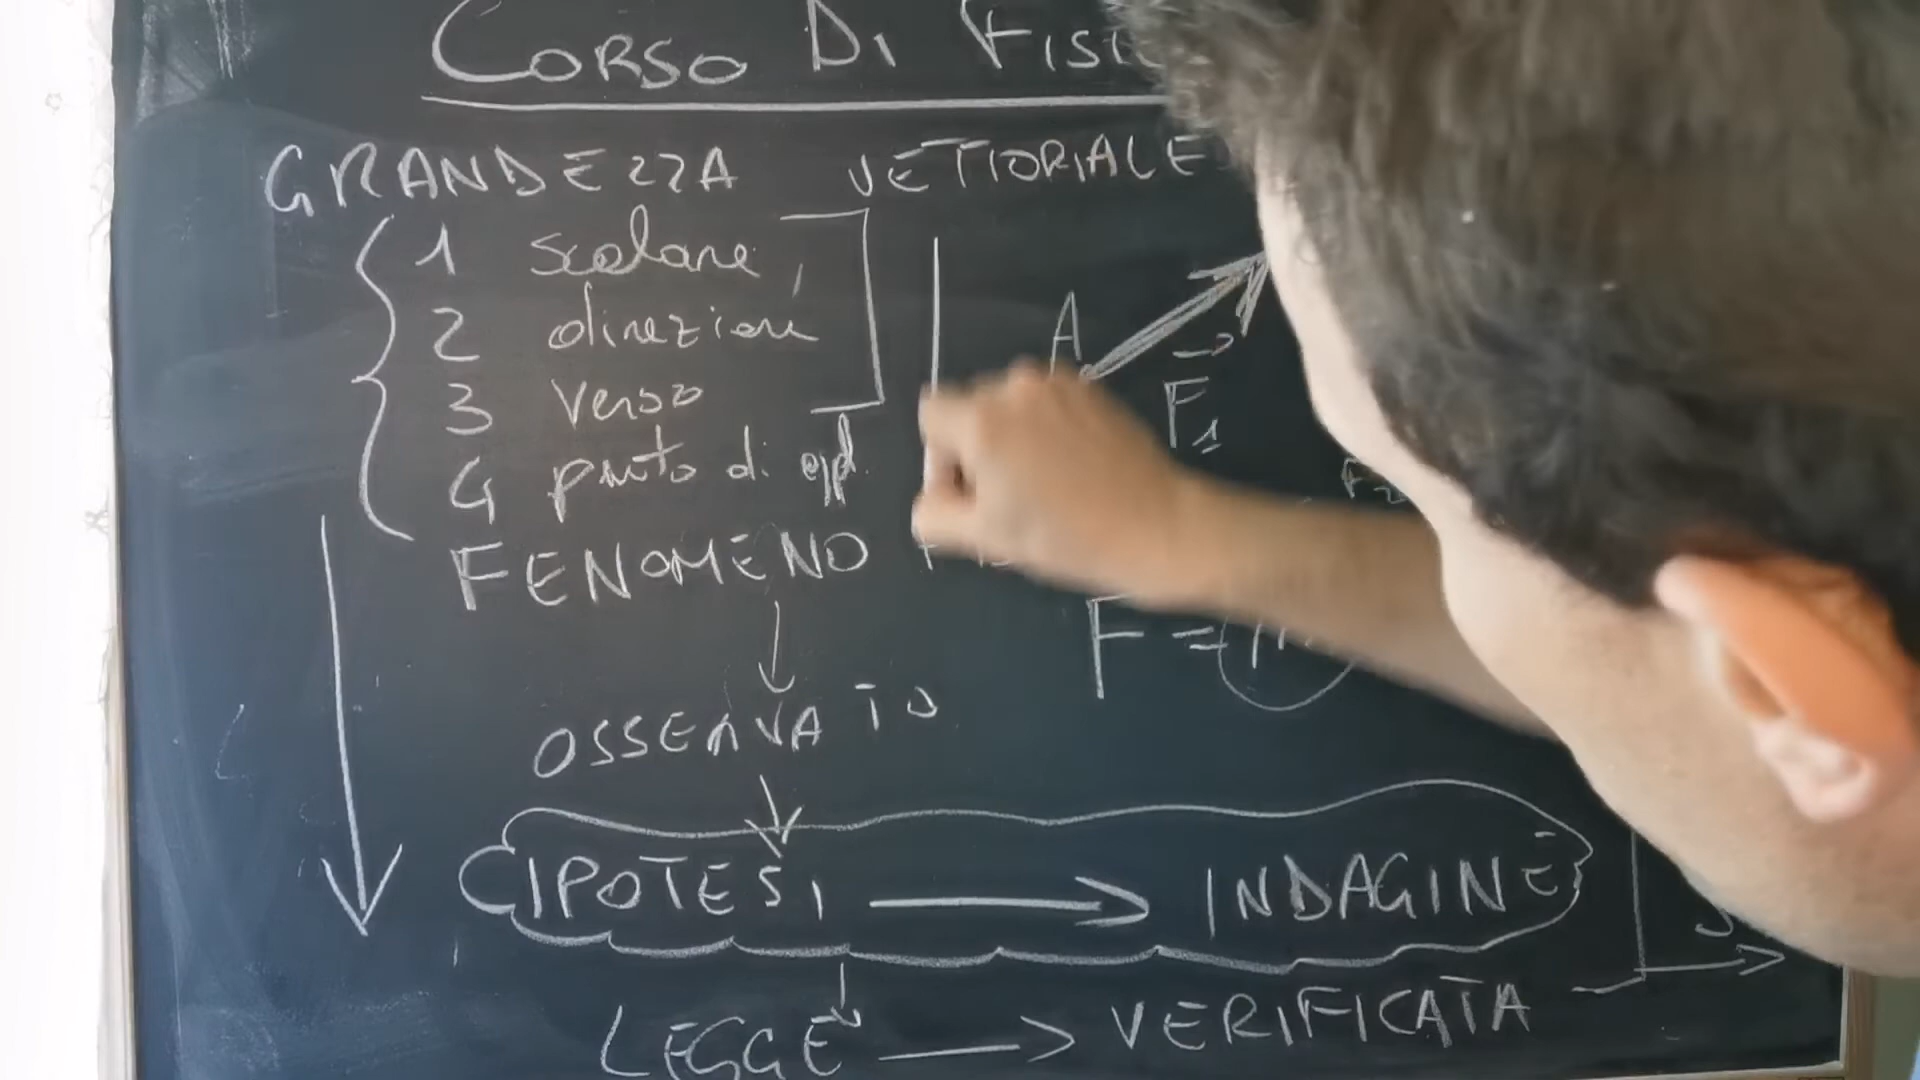 CORSO DI FISI
GRANDEZZA VETTORIALE
1 scalare,
2 direzione
3 verso
4 punto di appl.
A
F₁
F₂
FENOMENO
F =
OSSERVATO
IPOTESI → INDAGINE
LEGGE → VERIFICATA